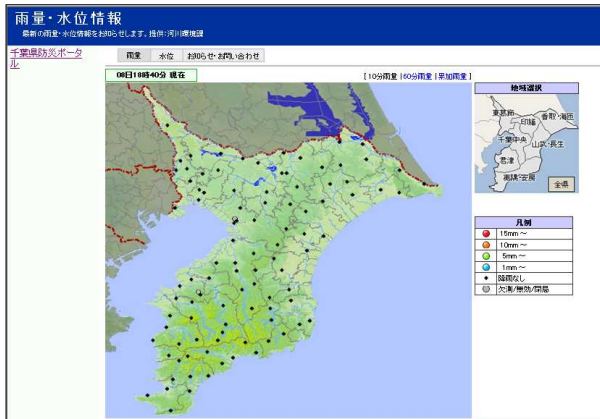 雨量・水位情報
最新の雨量・水位情報をお知らせします。提供:河川環境課
千葉県防災ポータル
雨量 水位 お知らせ・お問い合わせ
08日18時40分 現在
[ 10分雨量 | 60分雨量 | 累加雨量 ]
地域選択
東葛飾
印旛
香取・海匝
千葉中央
山武・長生
君津
夷隅・安房
全県
凡例
15mm ～
10mm ～
5mm ～
1mm ～
降雨なし
欠測/無効/閉局